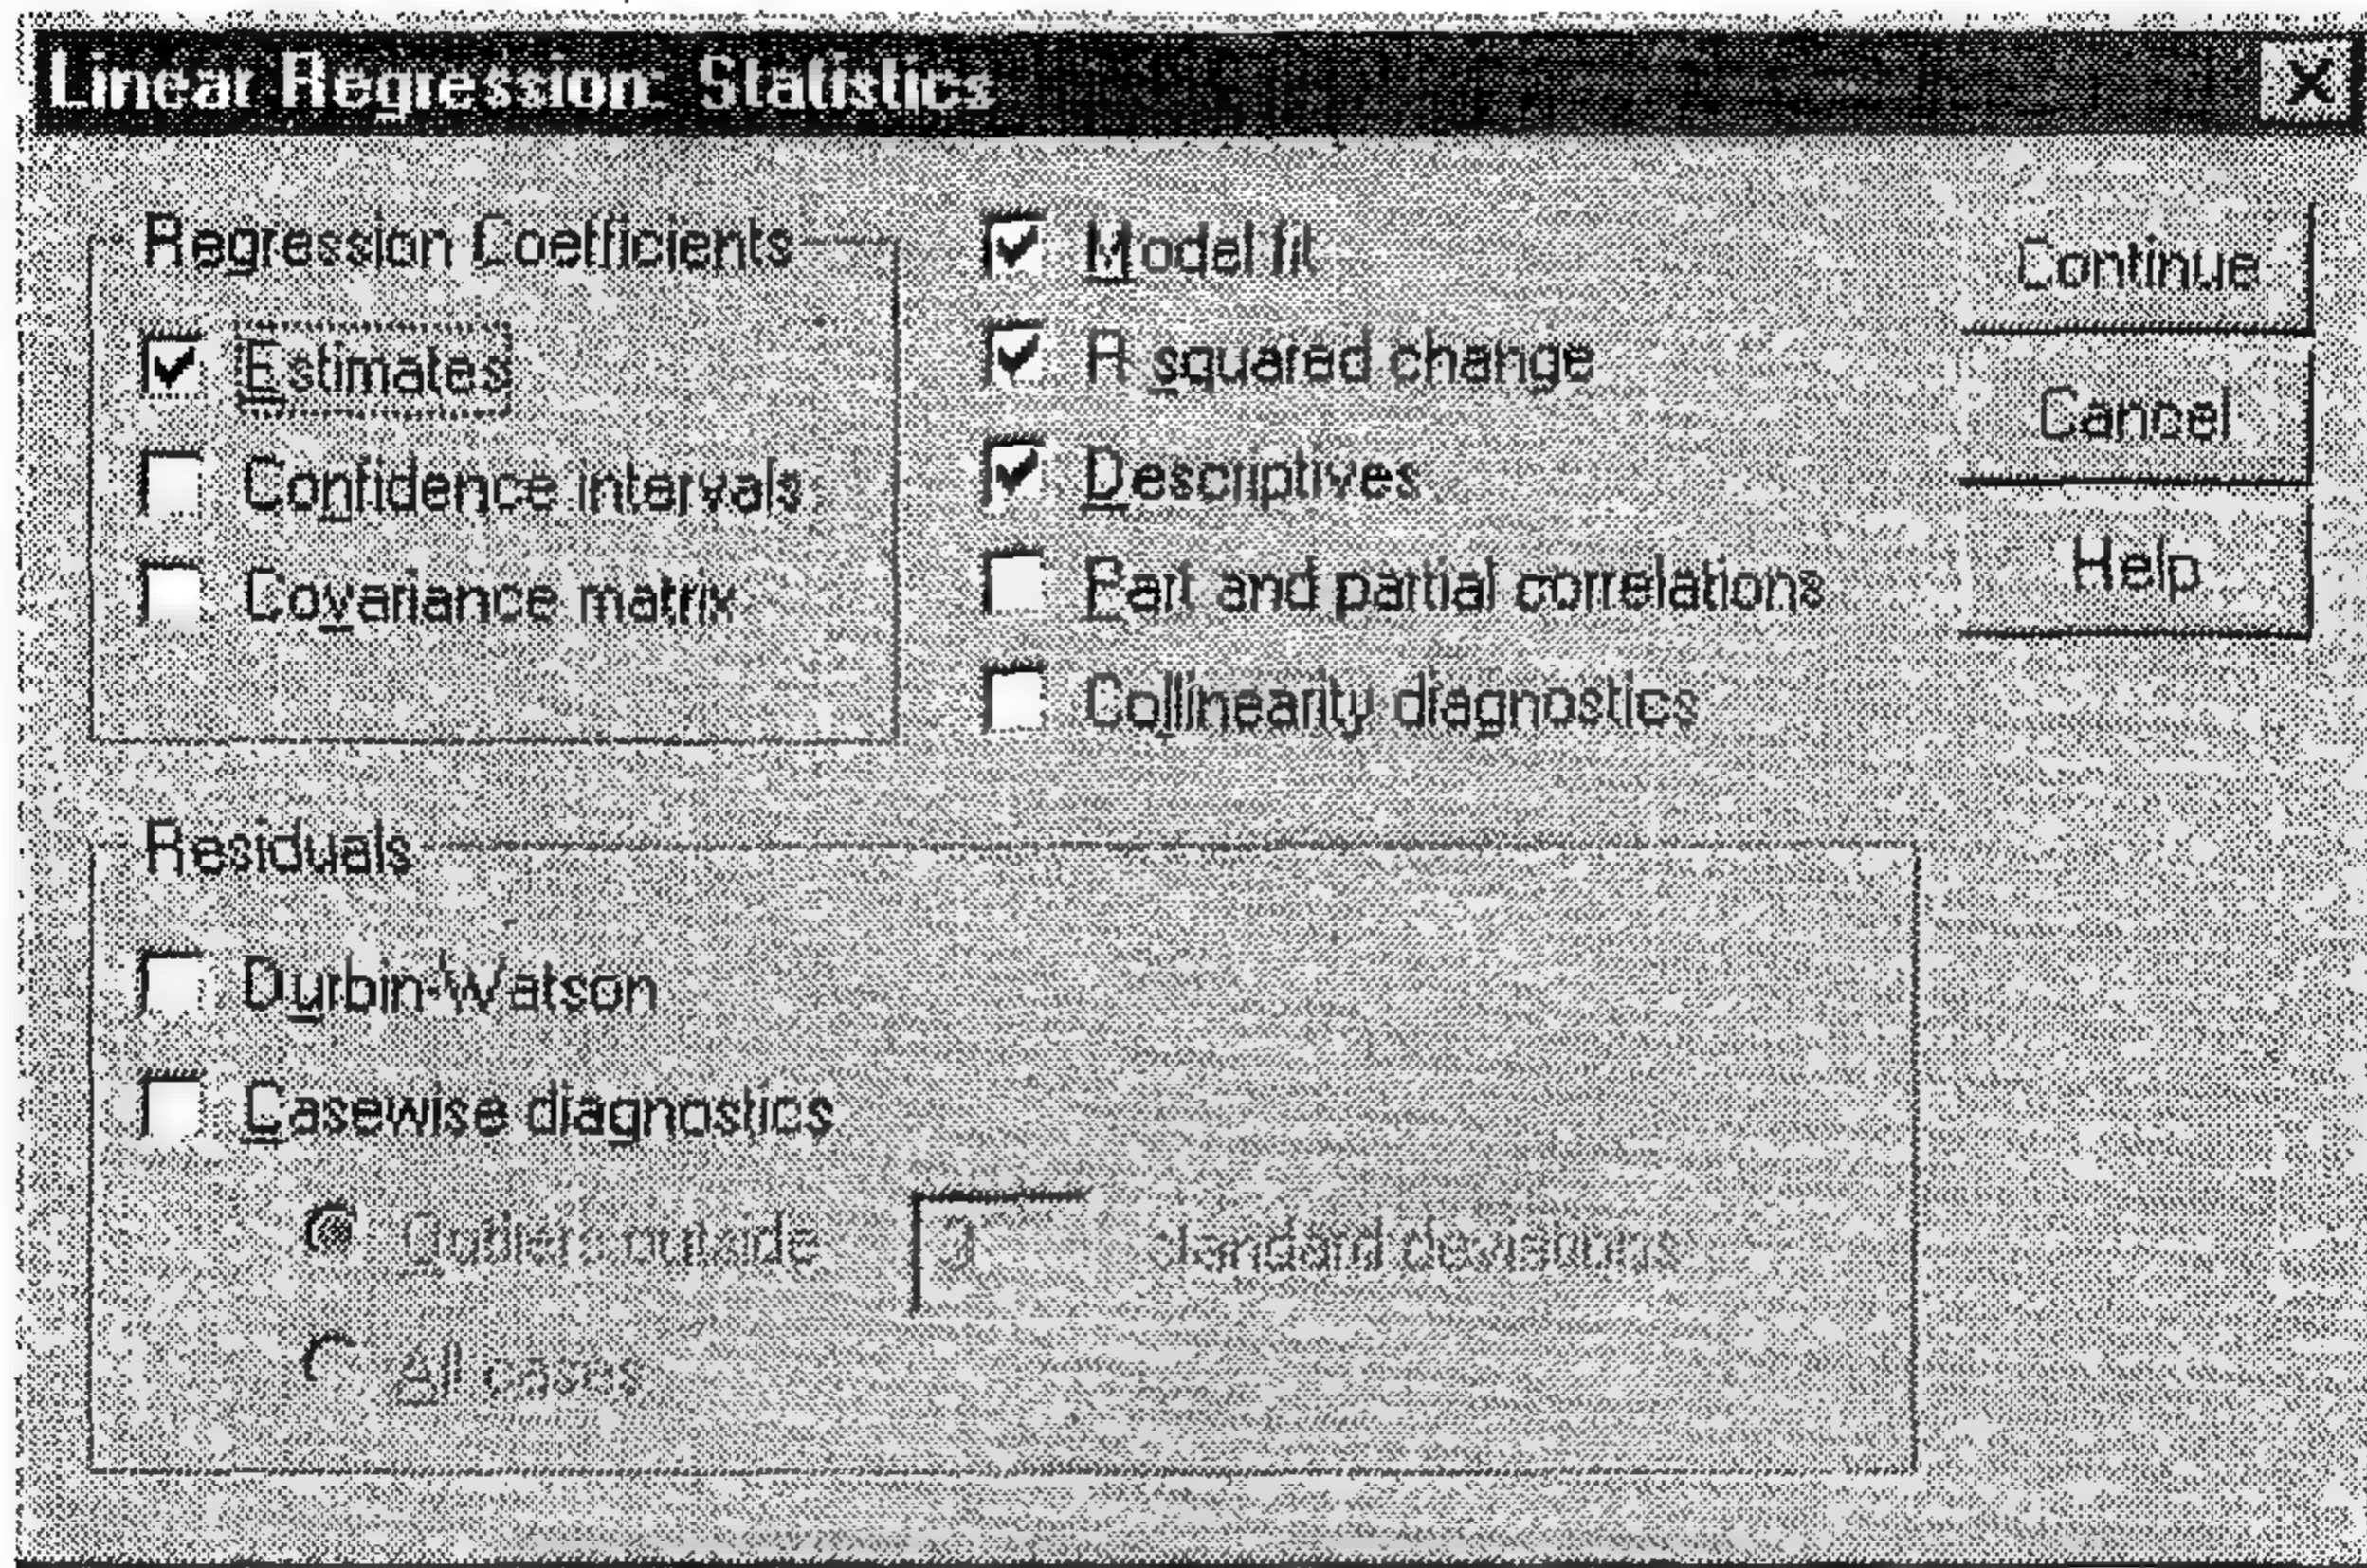 Linear Regression: Statistics
Regression Coefficients
Estimates
Confidence intervals
Covariance matrix
Model fit
R squared change
Descriptives
Part and partial correlations
Collinearity diagnostics
Continue
Cancel
Help
Residuals
Durbin-Watson
Casewise diagnostics
Outliers outside
standard deviations
All cases